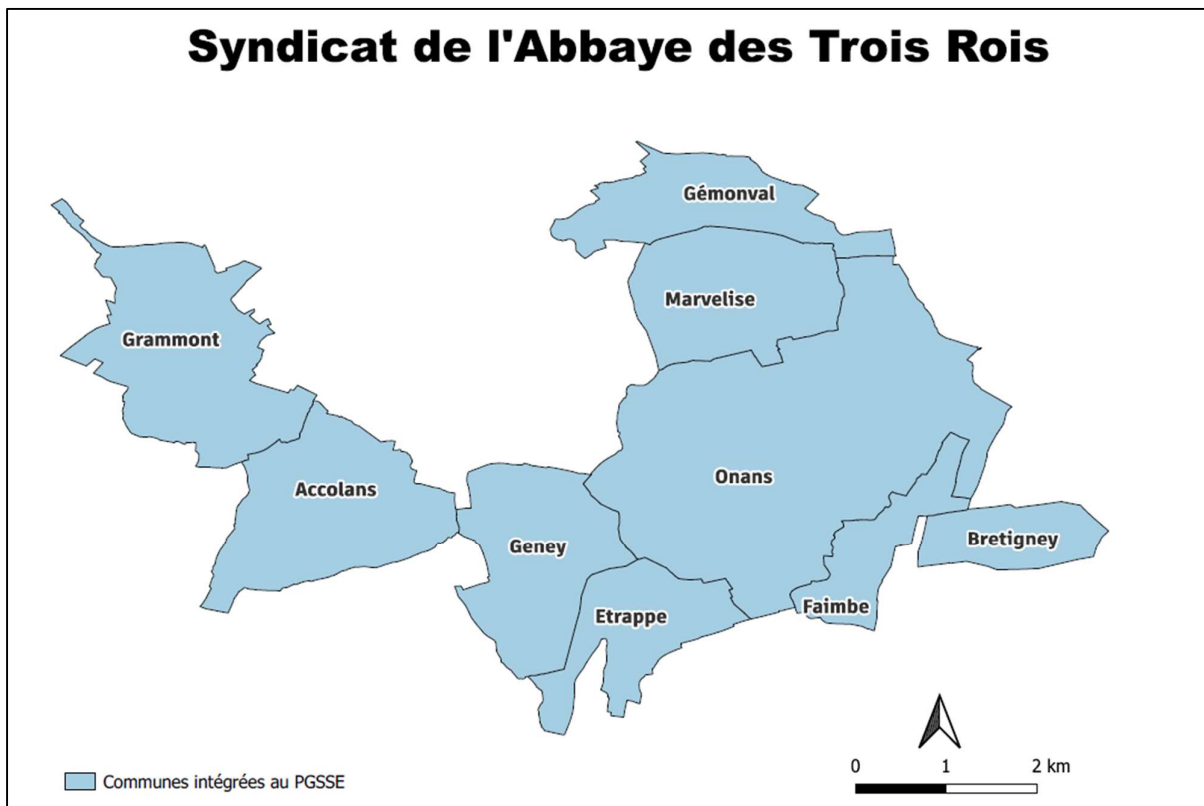 Syndicat de l'Abbaye des Trois Rois
Gémonval
Marvelise
Grammont
Onans
Accolans
Geney
Bretigney
Faimbe
Etrappe
0 1 2 km
Communes intégrées au PGSSE